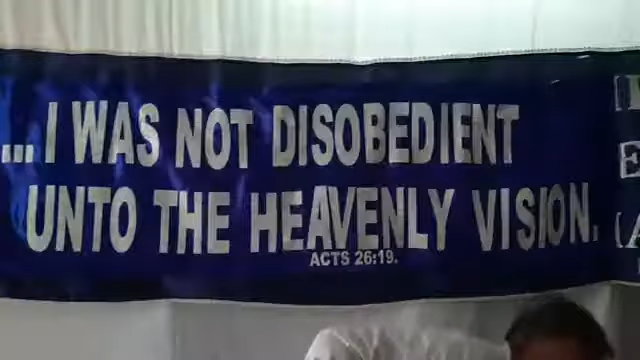 ...I WAS NOT DISOBEDIENT
UNTO THE HEAVENLY VISION.
ACTS 26:19.